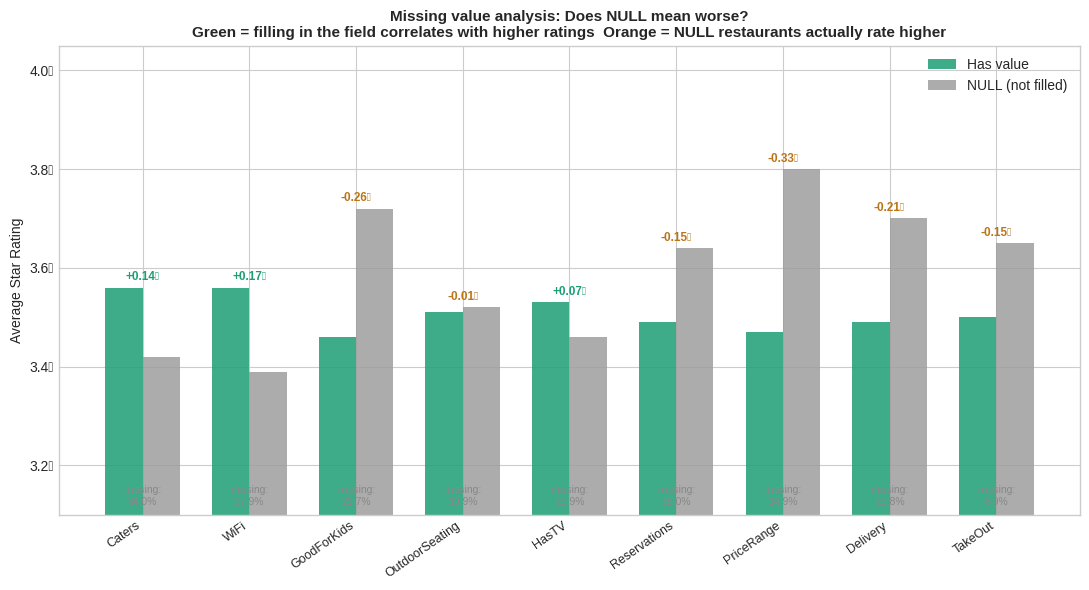 Missing value analysis: Does NULL mean worse?
Green = filling in the field correlates with higher ratings  Orange = NULL restaurants actually rate higher
Has value
NULL (not filled)
Average Star Rating
4.0▯
3.8▯
3.6▯
3.4▯
3.2▯
+0.14▯
+0.17▯
-0.26▯
-0.01▯
+0.07▯
-0.15▯
-0.33▯
-0.21▯
-0.15▯
Caters
WiFi
GoodForKids
OutdoorSeating
HasTV
Reservations
PriceRange
Delivery
TakeOut